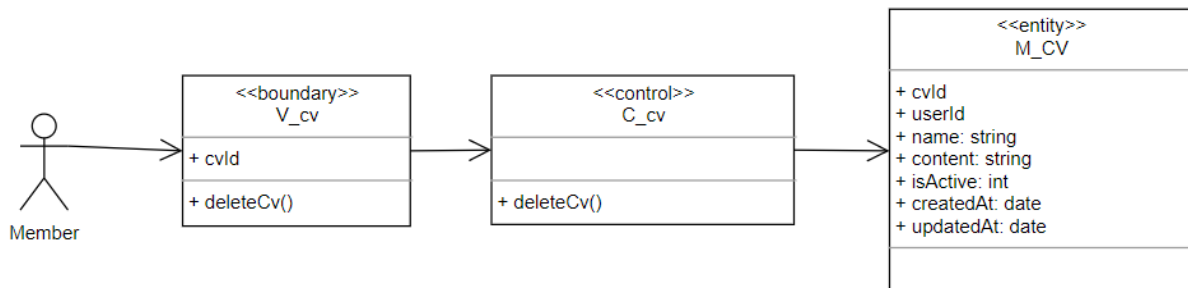 Member
<<boundary>>
V_cv
+ cvId
+ deleteCv()
<<control>>
C_cv
+ deleteCv()
<<entity>>
M_CV
+ cvId
+ userId
+ name: string
+ content: string
+ isActive: int
+ createdAt: date
+ updatedAt: date